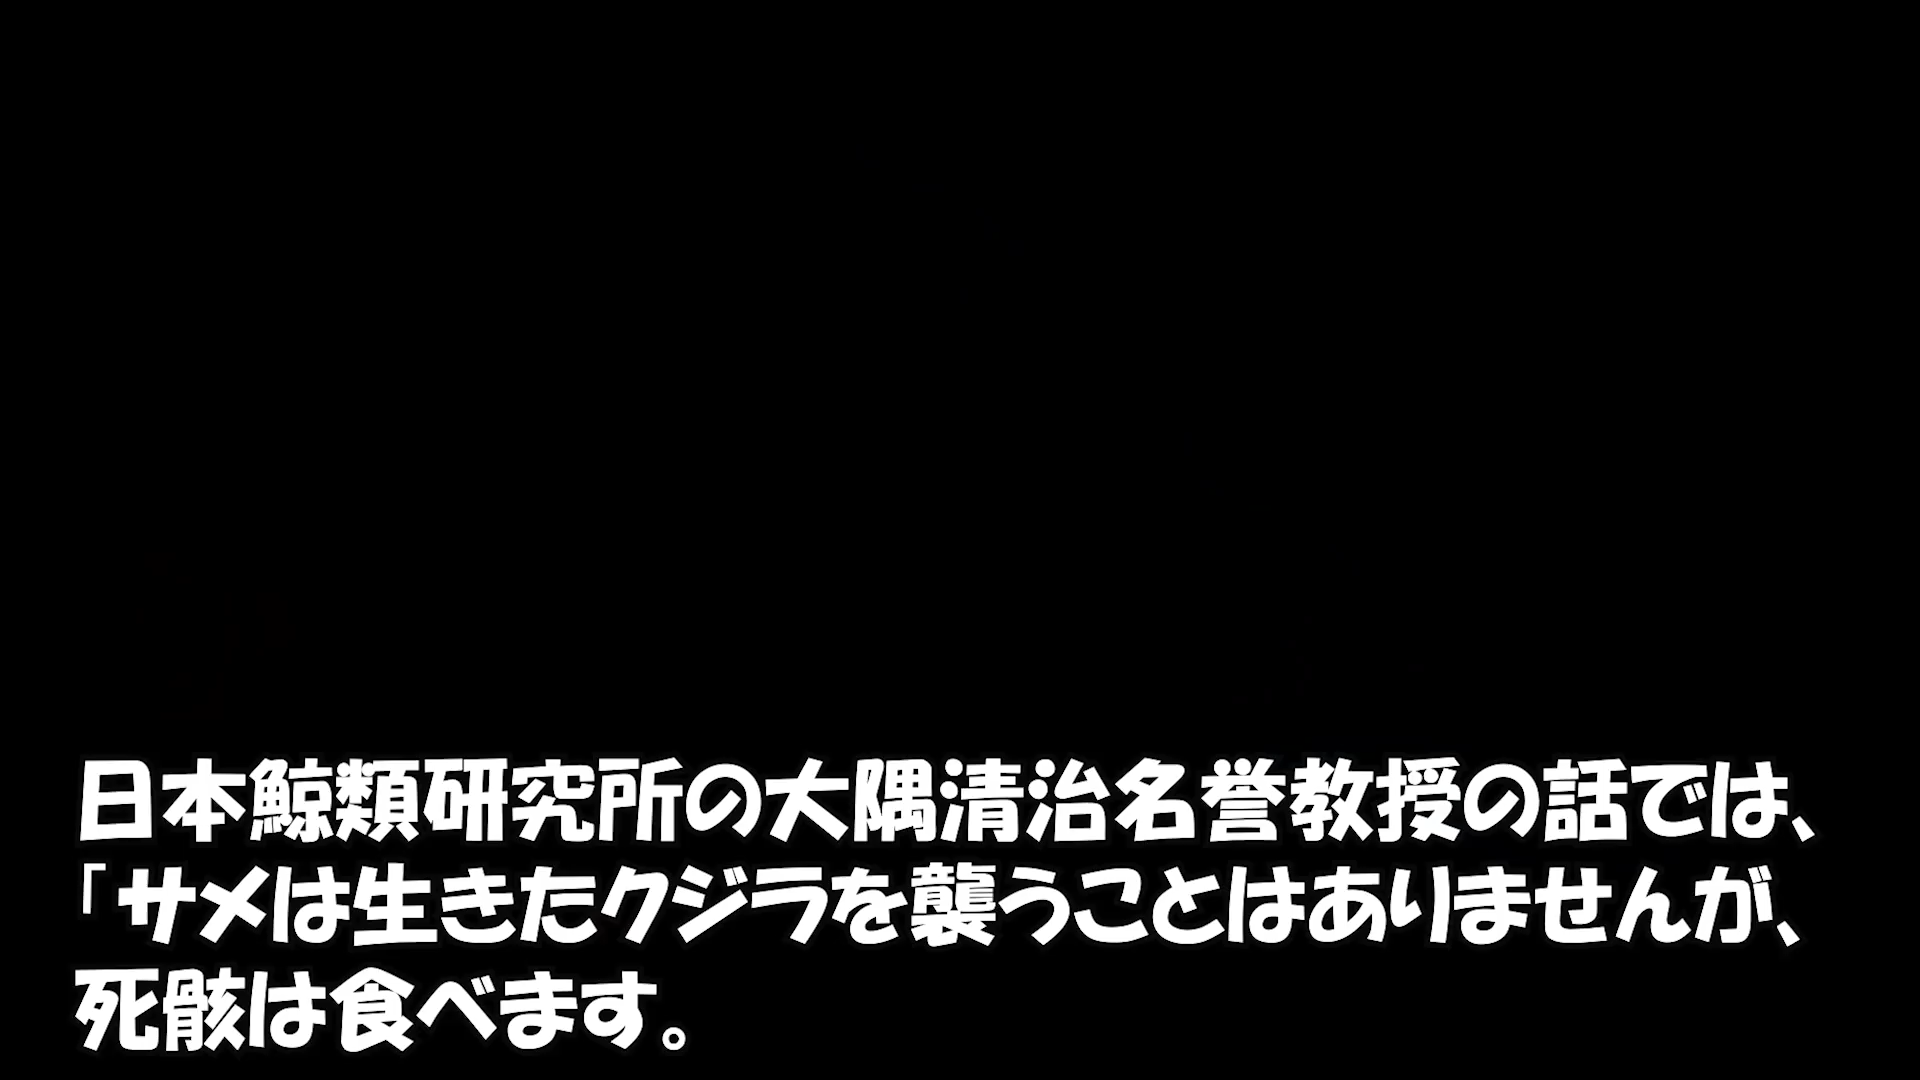 日本鯨類研究所の大隅清治名誉教授の話では、
「サメは生きたクジラを襲うことはありませんが、
死骸は食べます。